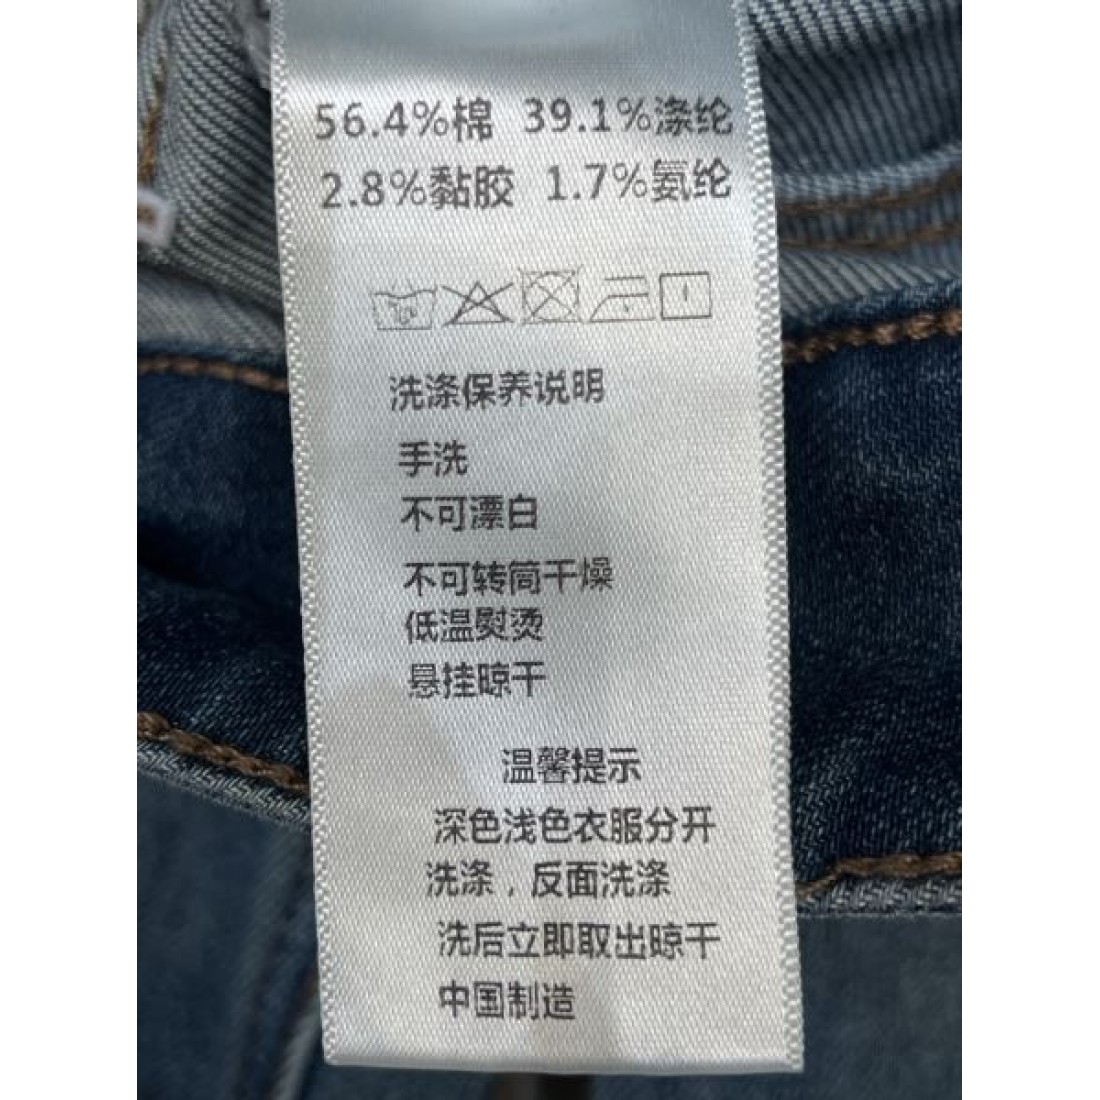 56.4%棉 39.1%涤纶
2.8%黏胶 1.7%氨纶
洗涤保养说明
手洗
不可漂白
不可转筒干燥
低温熨烫
悬挂晾干
温馨提示
深色浅色衣服分开
洗涤，反面洗涤
洗后立即取出晾干
中国制造